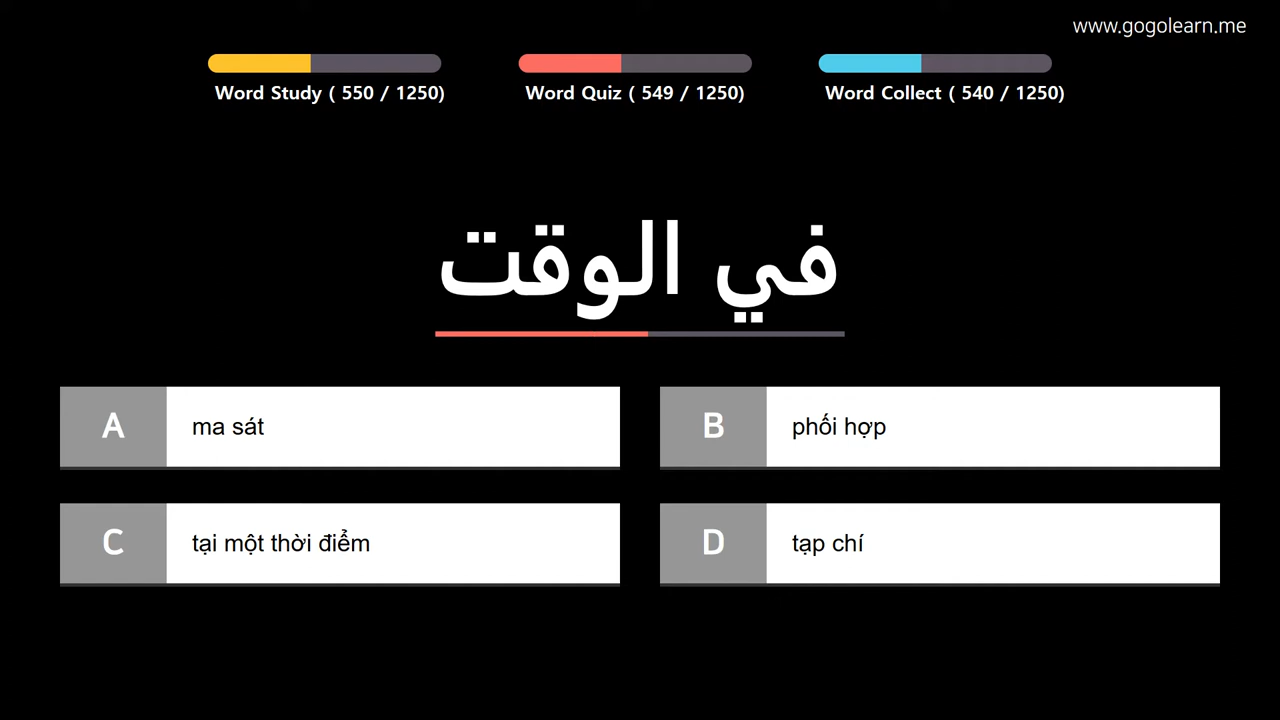 www.gogolearn.me
Word Study ( 550 / 1250)
Word Quiz ( 549 / 1250)
Word Collect ( 540 / 1250)
في الوقت
A
ma sát
B
phối hợp
C
tại một thời điểm
D
tạp chí